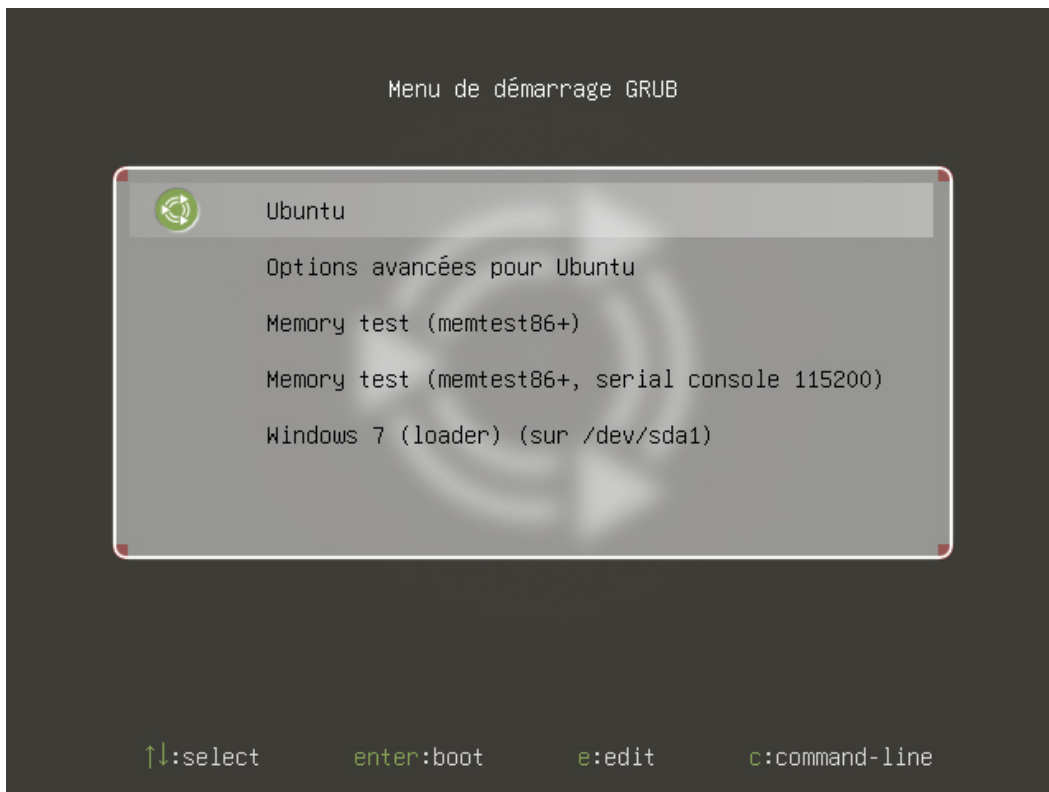 Menu de démarrage GRUB
Ubuntu
Options avancées pour Ubuntu
Memory test (memtest86+)
Memory test (memtest86+, serial console 115200)
Windows 7 (loader) (sur /dev/sda1)
↑↓:select enter:boot e:edit c:command-line